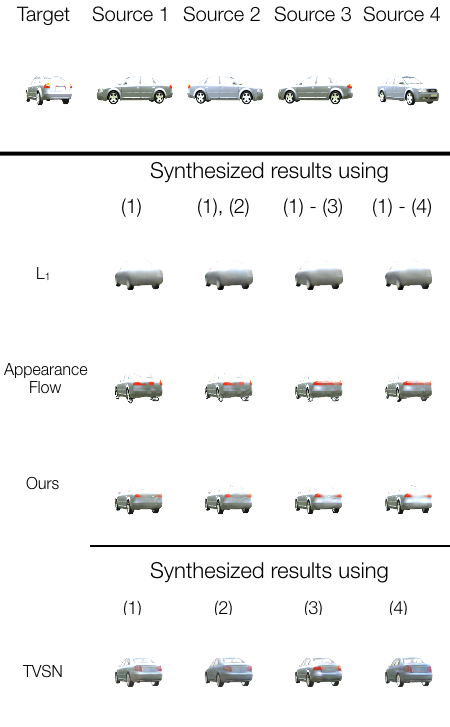 Target Source 1 Source 2 Source 3 Source 4
Synthesized results using
(1) (1), (2) (1) - (3) (1) - (4)
L₁
Appearance
Flow
Ours
Synthesized results using
(1) (2) (3) (4)
TVSN